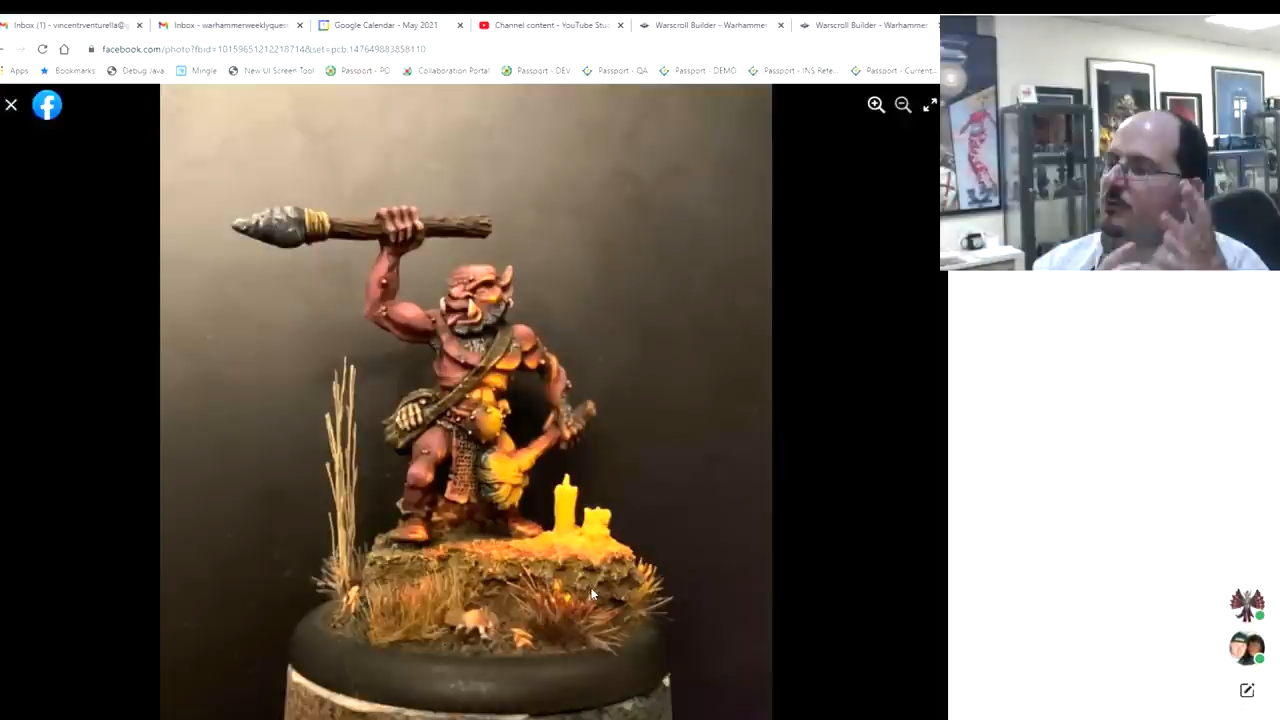 Inbox (1) - vincentrventurella@g
Inbox - warhammerweeklyques
Google Calendar - May 2021
Channel content - YouTube Stu
Warscroll Builder - Warhammer
Warscroll Builder - Warhammer
facebook.com/photo?fbid=10159651212218714&set=pcb.1476498838581110
Apps
Bookmarks
Debug Java
Mingle
New UI Screen Tool
Passport - PO
Collaboration Portal
Passport - DEV
Passport - QA
Passport - DEMO
Passport - INS Rete...
Passport - Current...